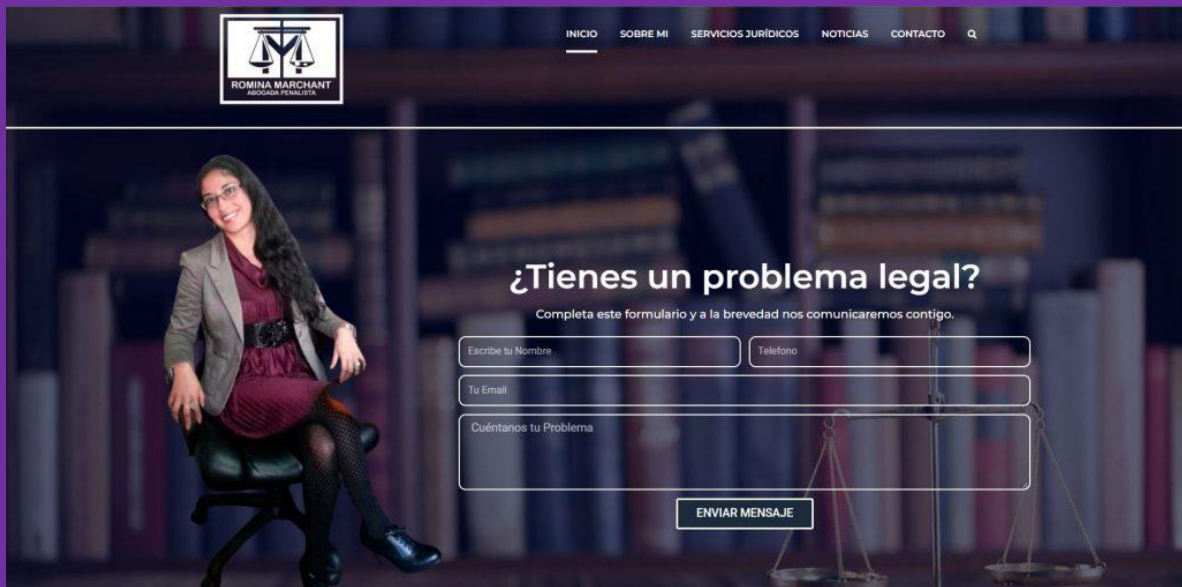 ROMINA MARCHANT
ABOGADA PENALISTA
INICIO SOBRE MI SERVICIOS JURÍDICOS NOTICIAS CONTACTO
¿Tienes un problema legal?
Completa este formulario y a la brevedad nos comunicaremos contigo.
Escribe tu Nombre Telefono
Tu Email
Cuéntanos tu Problema
ENVIAR MENSAJE